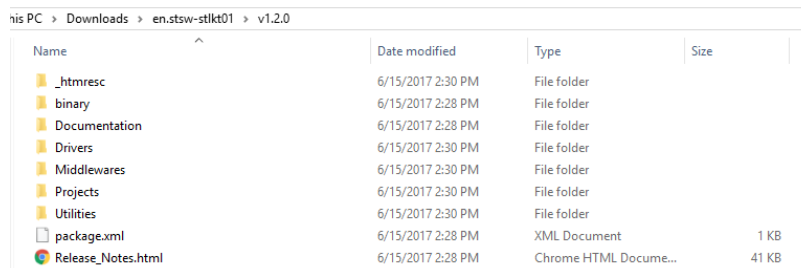 his PC > Downloads > en.stsw-stlkt01 > v1.2.0
Name Date modified Type Size
_htmresc 6/15/2017 2:30 PM File folder
binary 6/15/2017 2:28 PM File folder
Documentation 6/15/2017 2:28 PM File folder
Drivers 6/15/2017 2:30 PM File folder
Middlewares 6/15/2017 2:30 PM File folder
Projects 6/15/2017 2:30 PM File folder
Utilities 6/15/2017 2:30 PM File folder
package.xml 6/15/2017 2:28 PM XML Document 1 KB
Release_Notes.html 6/15/2017 2:28 PM Chrome HTML Docume... 41 KB